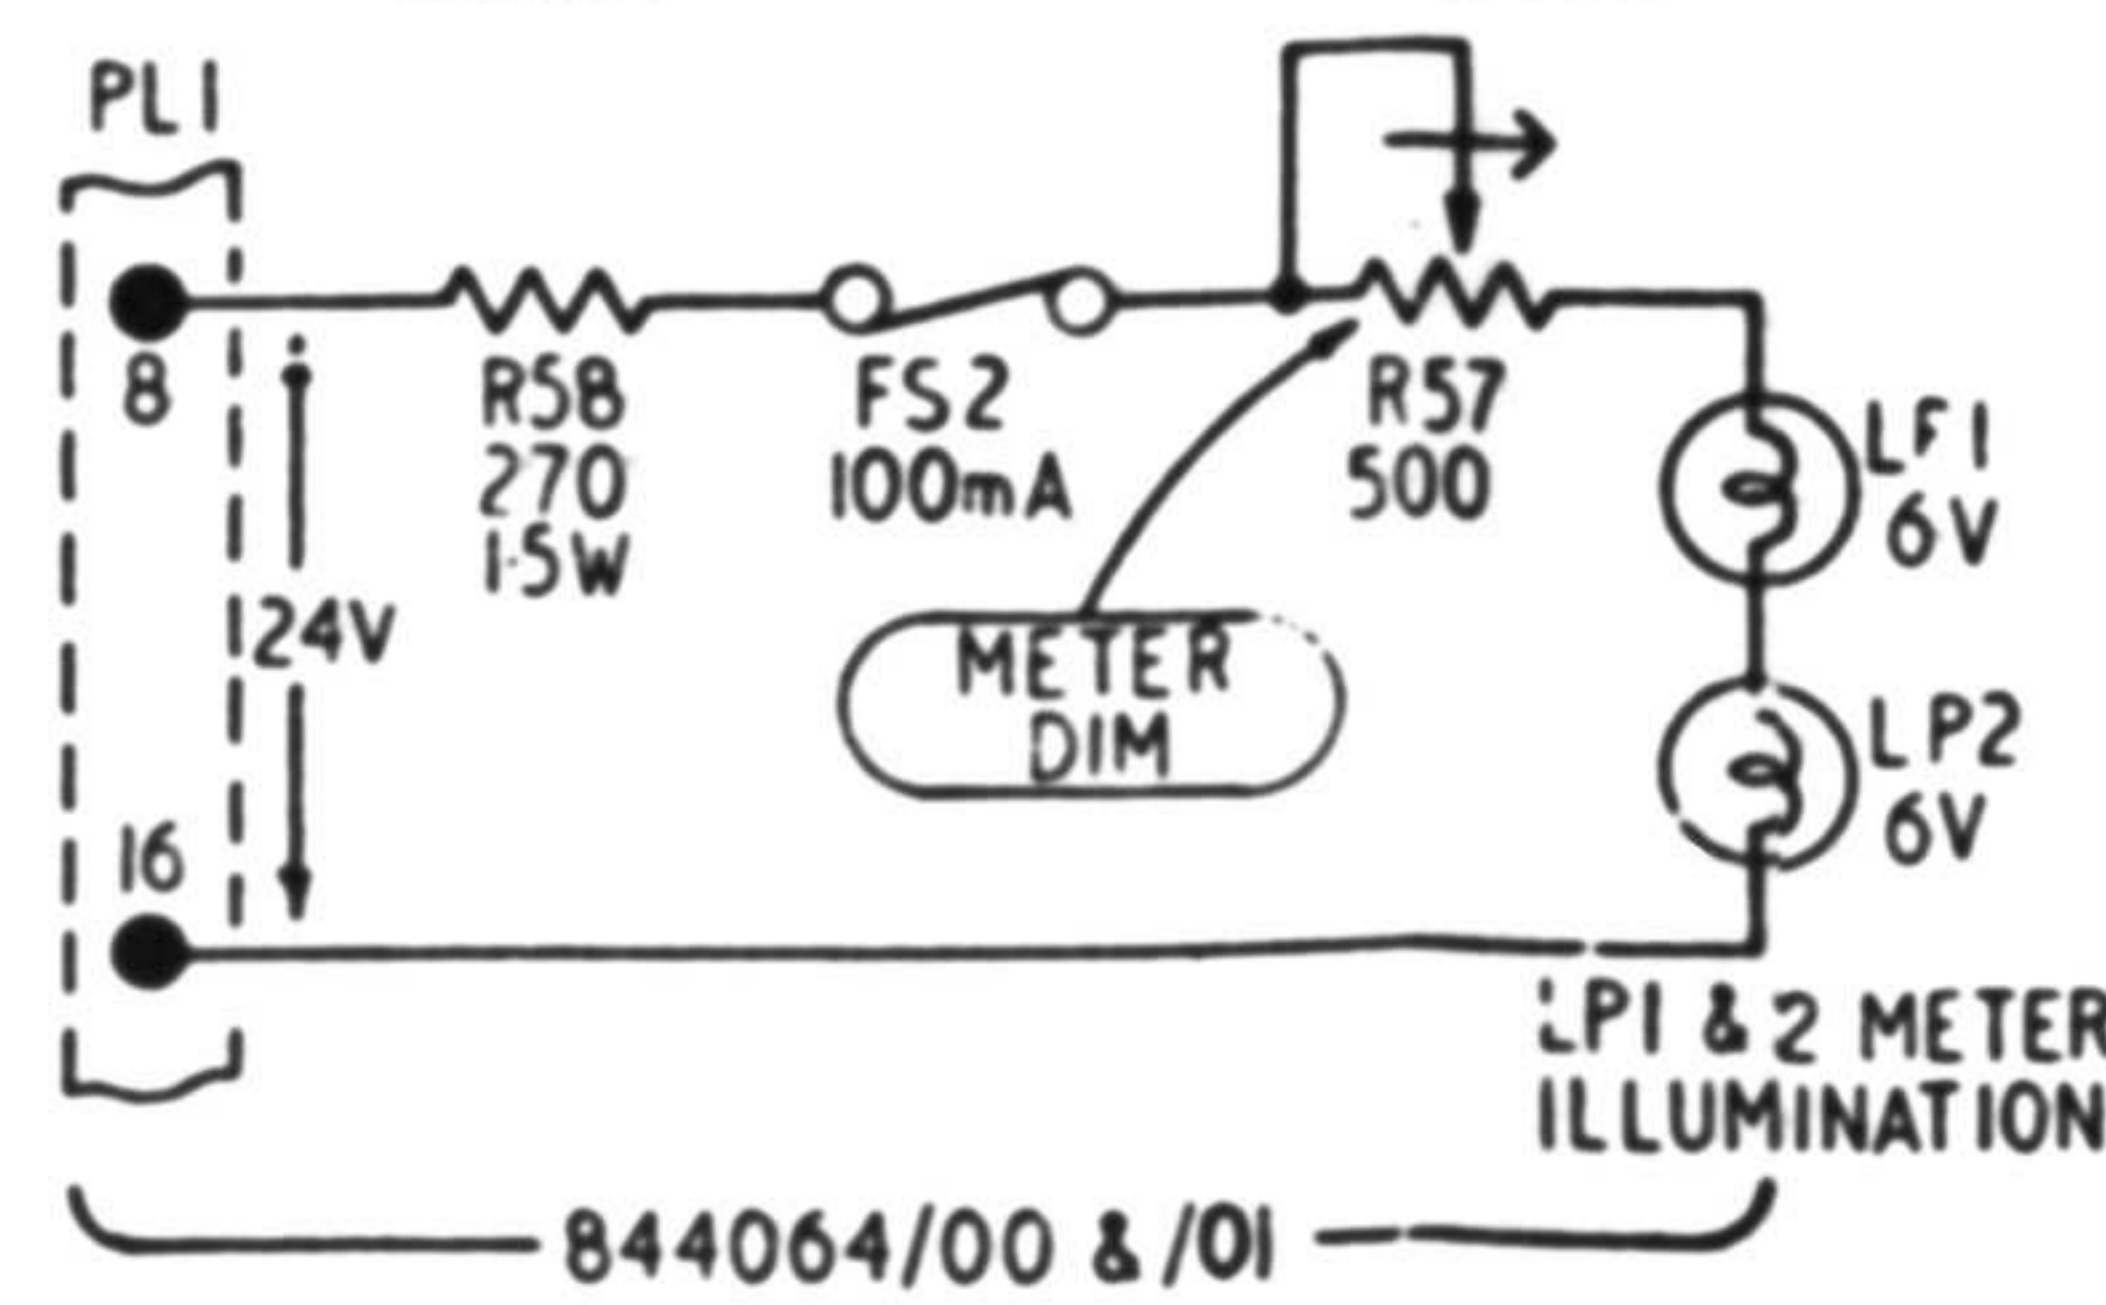 PL1
8
24V
16
R58
270
1.5W
FS2
100mA
R57
500
METER
DIM
LP1
6V
LP2
6V
LP1 & 2 METER
ILLUMINATION
844064/00 & /01